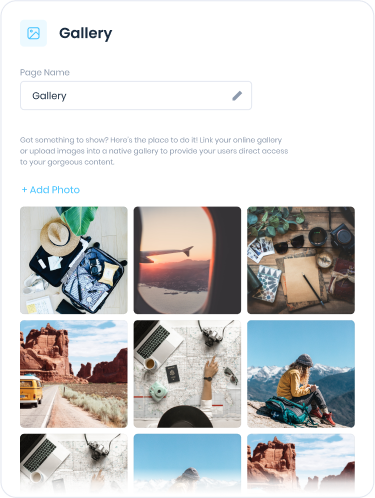 Gallery
Page Name
Gallery
Got something to show? Here's the place to do it! Link your online gallery
or upload images into a native gallery to provide your users direct access
to your gorgeous content.
+ Add Photo